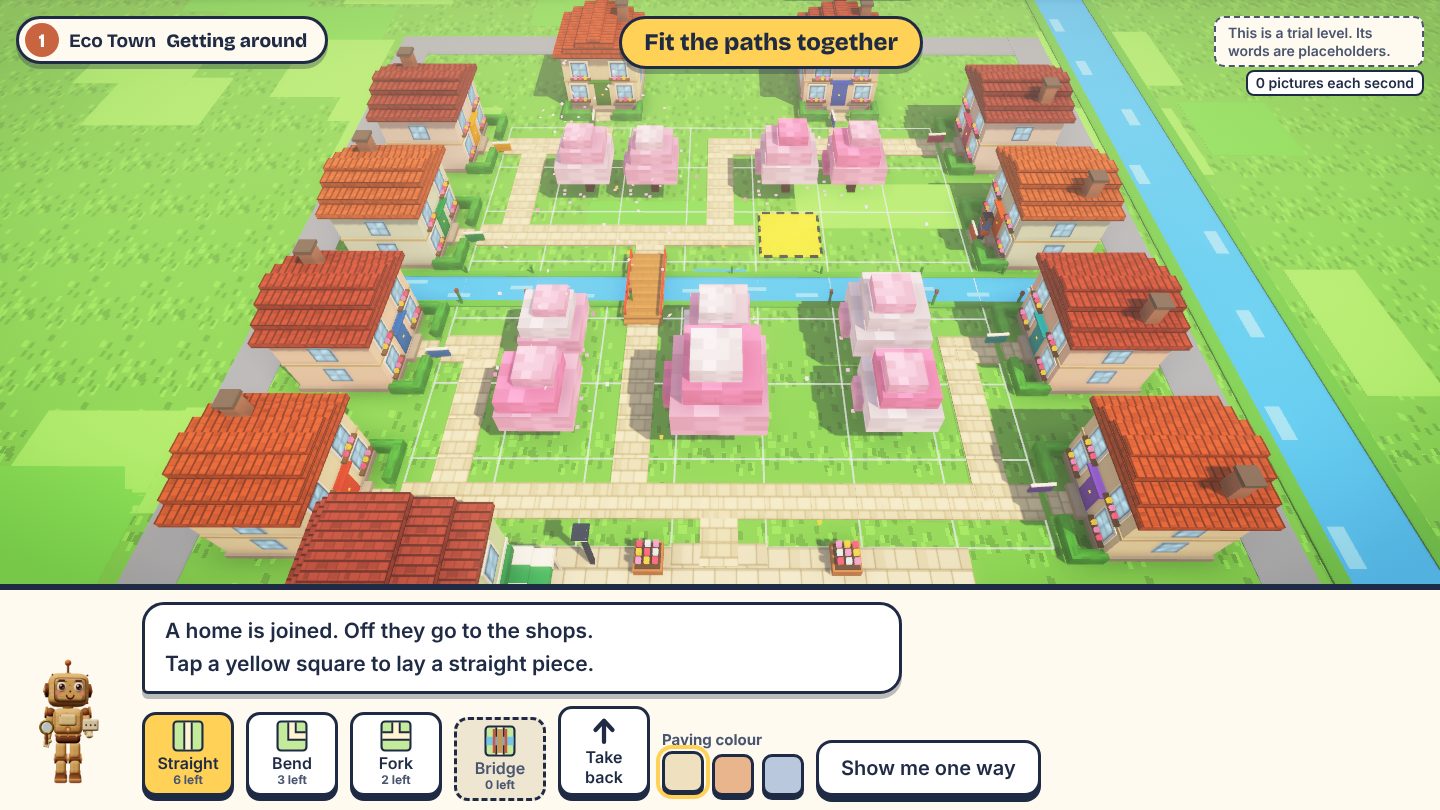 1 Eco Town Getting around
Fit the paths together
This is a trial level. Its
words are placeholders.
0 pictures each second
A home is joined. Off they go to the shops.
Tap a yellow square to lay a straight piece.
Straight
6 left
Bend
3 left
Fork
2 left
Bridge
0 left
Take
back
Paving colour
Show me one way